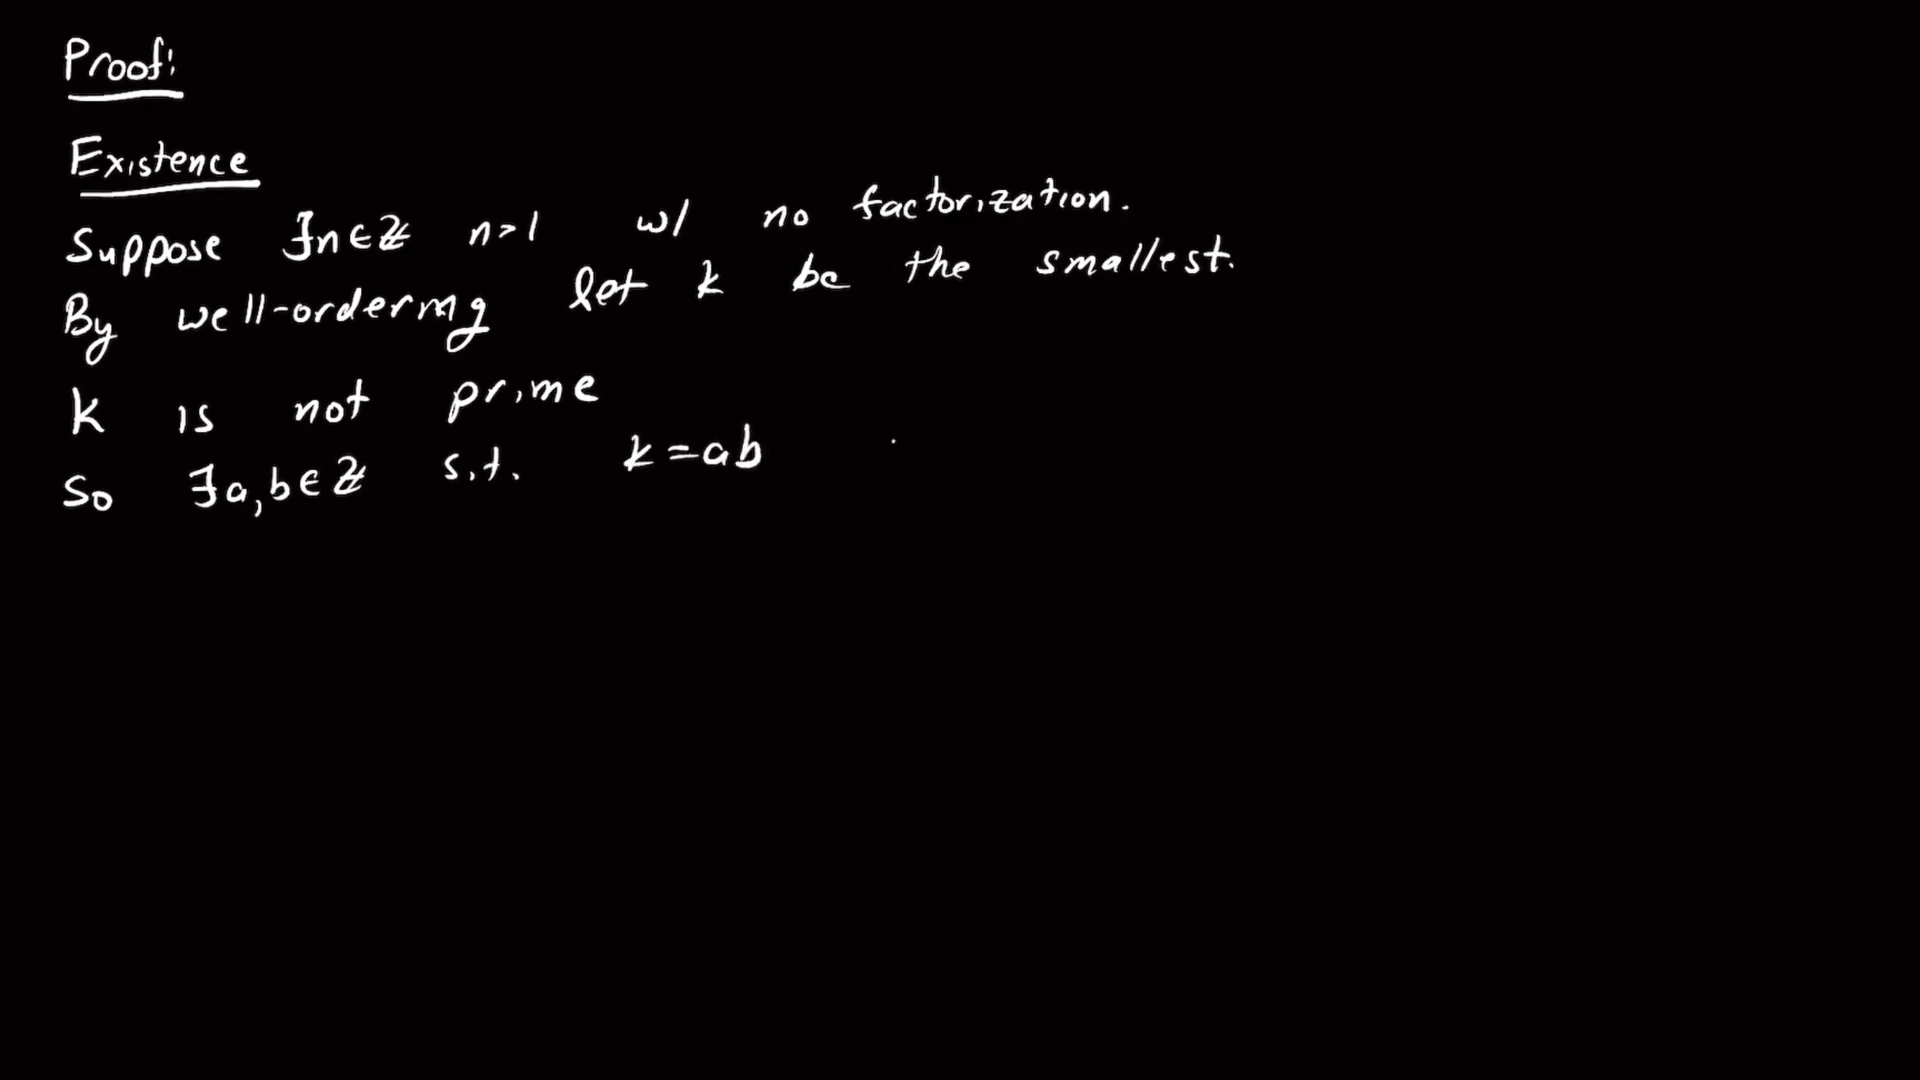 Proof:
Existence
Suppose ∃n∈ℤ n>1 w/ no factorization.
By well-ordering let k be the smallest.
k is not prime
So ∃a,b∈ℤ s.t. k=ab